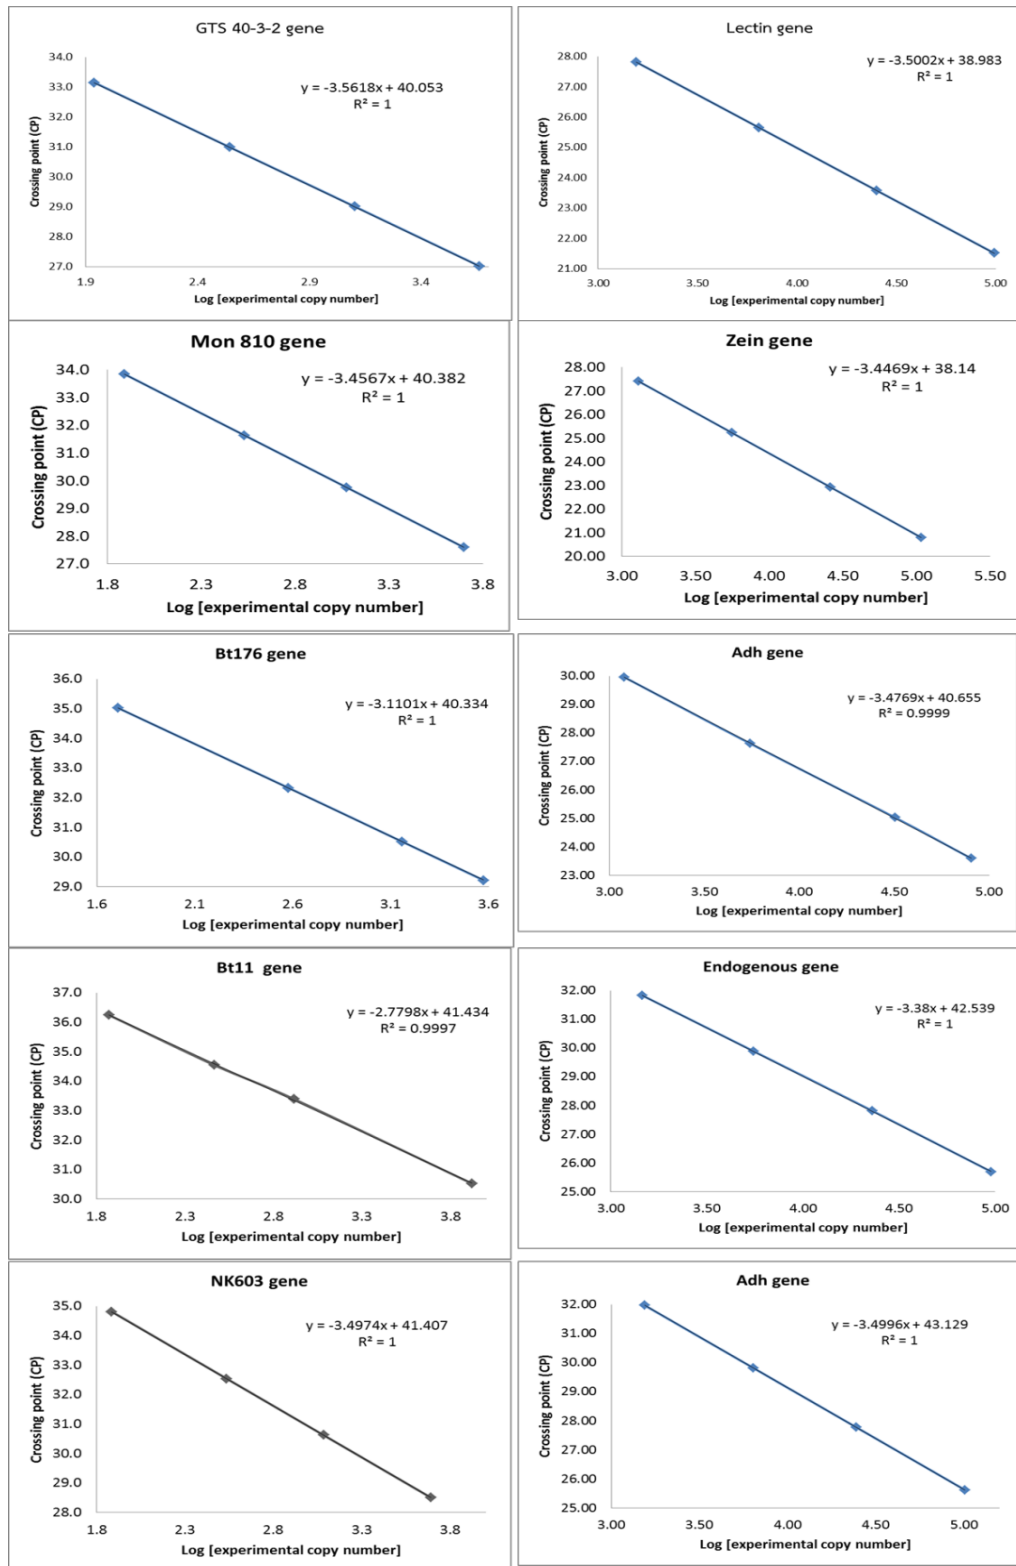 GTS 40-3-2 gene
y = -3.5618x + 40.053
R² = 1
Crossing point (CP)
34.0
33.0
32.0
31.0
30.0
29.0
28.0
27.0
1.9 2.4 2.9 3.4
Log [experimental copy number]
Lectin gene
y = -3.5002x + 38.983
R² = 1
Crossing point (CP)
28.00
27.00
26.00
25.00
24.00
23.00
22.00
21.00
3.00 3.50 4.00 4.50 5.00
Log [experimental copy number]
Mon 810 gene
y = -3.4567x + 40.382
R² = 1
Crossing point (CP)
34.0
33.0
32.0
31.0
30.0
29.0
28.0
27.0
1.8 2.3 2.8 3.3 3.8
Log [experimental copy number]
Zein gene
y = -3.4469x + 38.14
R² = 1
Crossing point (CP)
28.00
27.00
26.00
25.00
24.00
23.00
22.00
21.00
20.00
3.00 3.50 4.00 4.50 5.00 5.50
Log [experimental copy number]
Bt176 gene
y = -3.1101x + 40.334
R² = 1
Crossing point (CP)
36.0
35.0
34.0
33.0
32.0
31.0
30.0
29.0
1.6 2.1 2.6 3.1 3.6
Log [experimental copy number]
Adh gene
y = -3.4769x + 40.655
R² = 0.9999
Crossing point (CP)
30.00
29.00
28.00
27.00
26.00
25.00
24.00
23.00
3.00 3.50 4.00 4.50 5.00
Log [experimental copy number]
Bt11 gene
y = -2.7798x + 41.434
R² = 0.9997
Crossing point (CP)
37.0
36.0
35.0
34.0
33.0
32.0
31.0
30.0
1.8 2.3 2.8 3.3 3.8
Log [experimental copy number]
Endogenous gene
y = -3.38x + 42.539
R² = 1
Crossing point (CP)
32.00
31.00
30.00
29.00
28.00
27.00
26.00
25.00
3.00 3.50 4.00 4.50 5.00
Log [experimental copy number]
NK603 gene
y = -3.4974x + 41.407
R² = 1
Crossing point (CP)
35.0
34.0
33.0
32.0
31.0
30.0
29.0
28.0
1.8 2.3 2.8 3.3 3.8
Log [experimental copy number]
Adh gene
y = -3.4996x + 43.129
R² = 1
Crossing point (CP)
32.00
31.00
30.00
29.00
28.00
27.00
26.00
25.00
3.00 3.50 4.00 4.50 5.00
Log [experimental copy number]